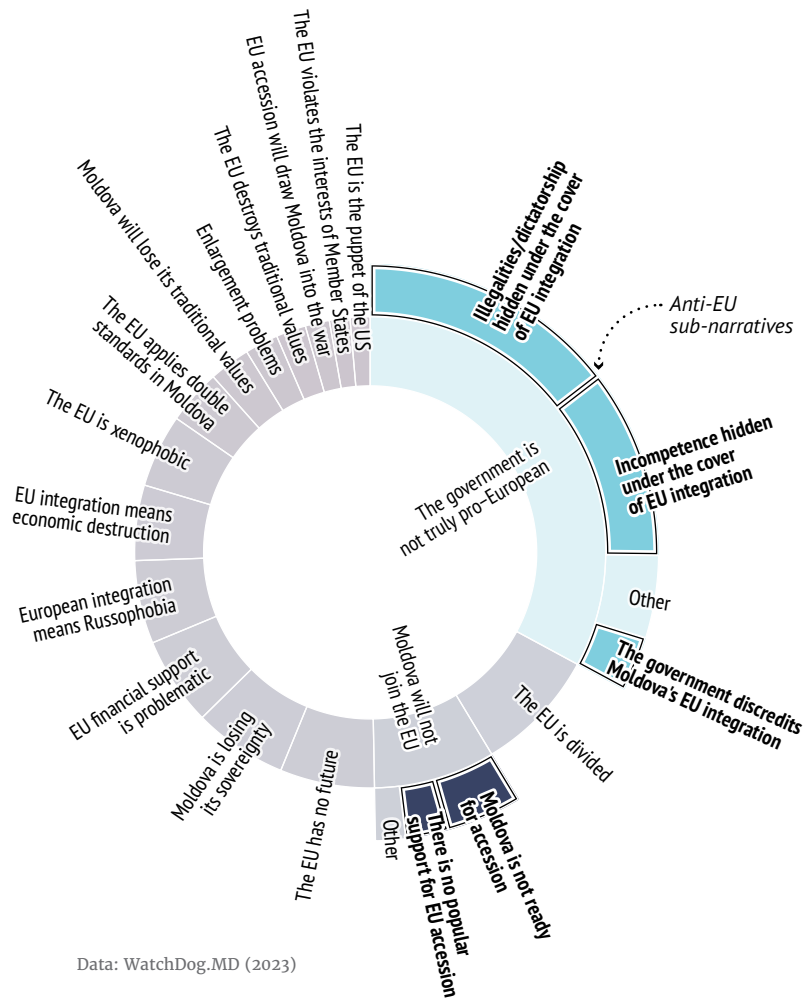 The EU is the puppet of the US
The EU violates the interests of Member States
EU accession will draw Moldova into the war
The EU destroys traditional values
Enlargement problems
Moldova will lose its traditional values
The EU applies double
standards in Moldova
The EU is xenophobic
EU integration means
economic destruction
European integration
means Russophobia
EU financial support
is problematic
Moldova is losing
its sovereignty
The EU has no future
Moldova will not
join the EU
Other
There is no popular
support for EU accession
Moldova is not ready
for accession
The EU is divided
The government is
not truly pro-European
Illegalities/dictatorship
hidden under the cover
of EU integration
Anti-EU
sub-narratives
Incompetence hidden
under the cover
of EU integration
Other
The government discredits
Moldova's EU integration
Data: WatchDog.MD (2023)